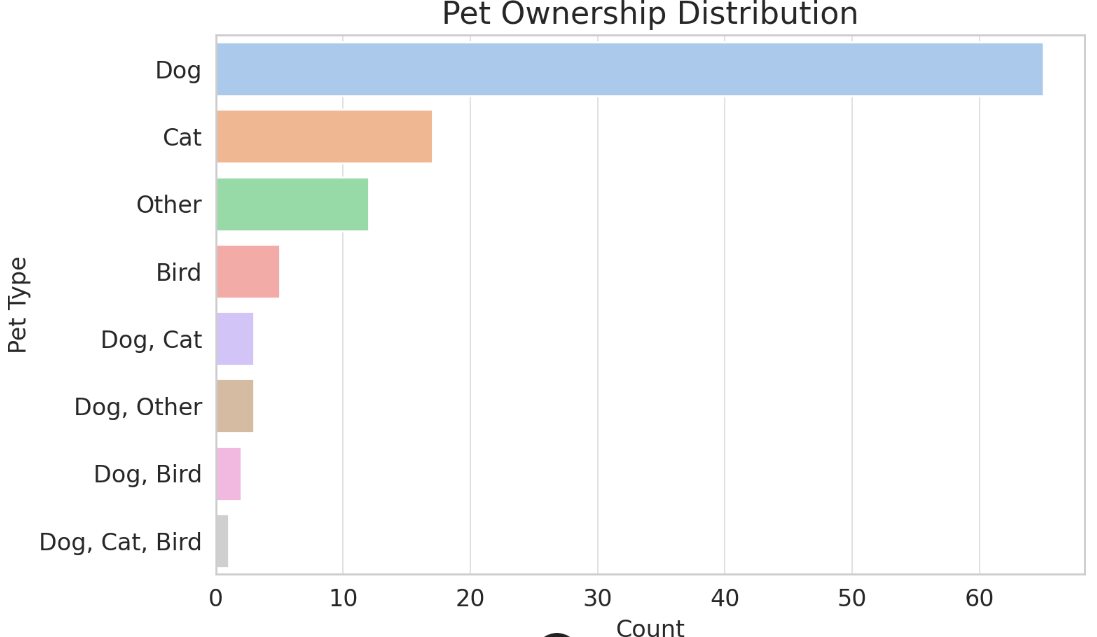 Pet Ownership Distribution
Dog
Cat
Other
Bird
Dog, Cat
Dog, Other
Dog, Bird
Dog, Cat, Bird
Pet Type
0 10 20 30 40 50 60
Count